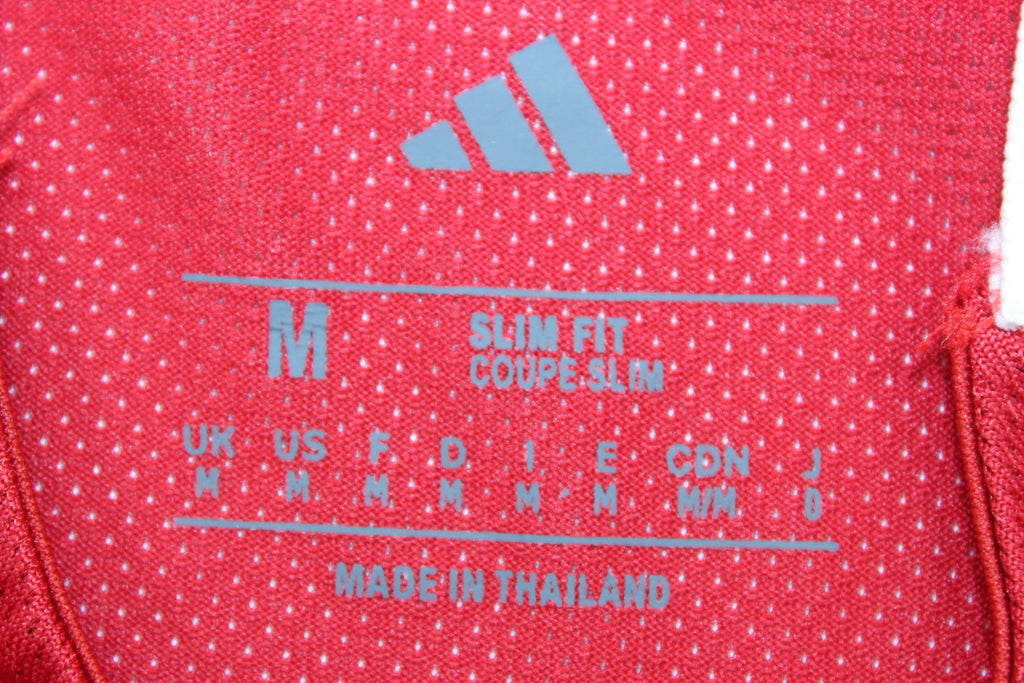 M
SLIM FIT
COUPE SLIM
UK US F D I E CDN J
M M M M M M M/M O
MADE IN THAILAND